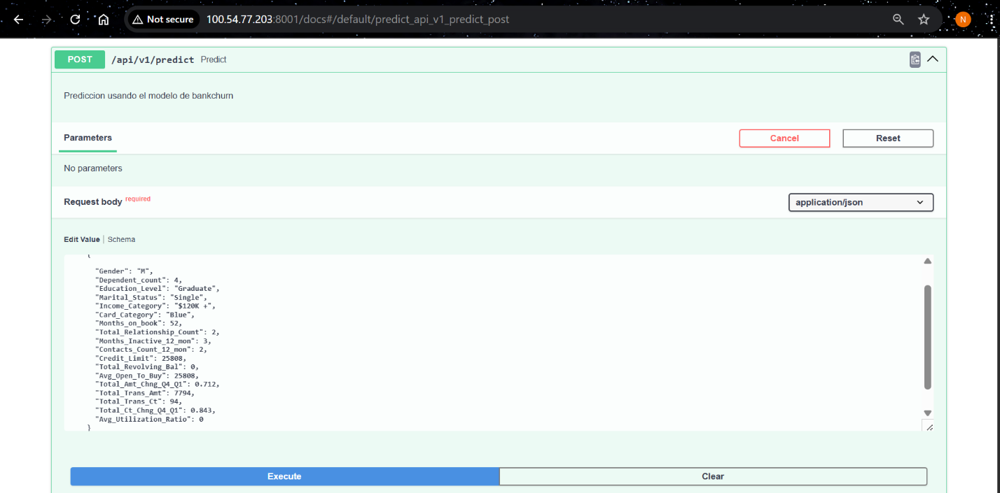 Not secure 100.54.77.203:8001/docs#/default/predict_api_v1_predict_post N
POST /api/v1/predict Predict
Prediccion usando el modelo de bankchurn
Parameters Cancel Reset
No parameters
Request body required application/json
Edit Value | Schema
{
"Gender": "M",
"Dependent_count": 4,
"Education_Level": "Graduate",
"Marital_Status": "Single",
"Income_Category": "$120K +",
"Card_Category": "Blue",
"Months_on_book": 52,
"Total_Relationship_Count": 2,
"Months_Inactive_12_mon": 3,
"Contacts_Count_12_mon": 2,
"Credit_Limit": 25808,
"Total_Revolving_Bal": 0,
"Avg_Open_To_Buy": 25808,
"Total_Amt_Chng_Q4_Q1": 0.712,
"Total_Trans_Amt": 7794,
"Total_Trans_Ct": 94,
"Total_Ct_Chng_Q4_Q1": 0.843,
"Avg_Utilization_Ratio": 0
}
Execute Clear